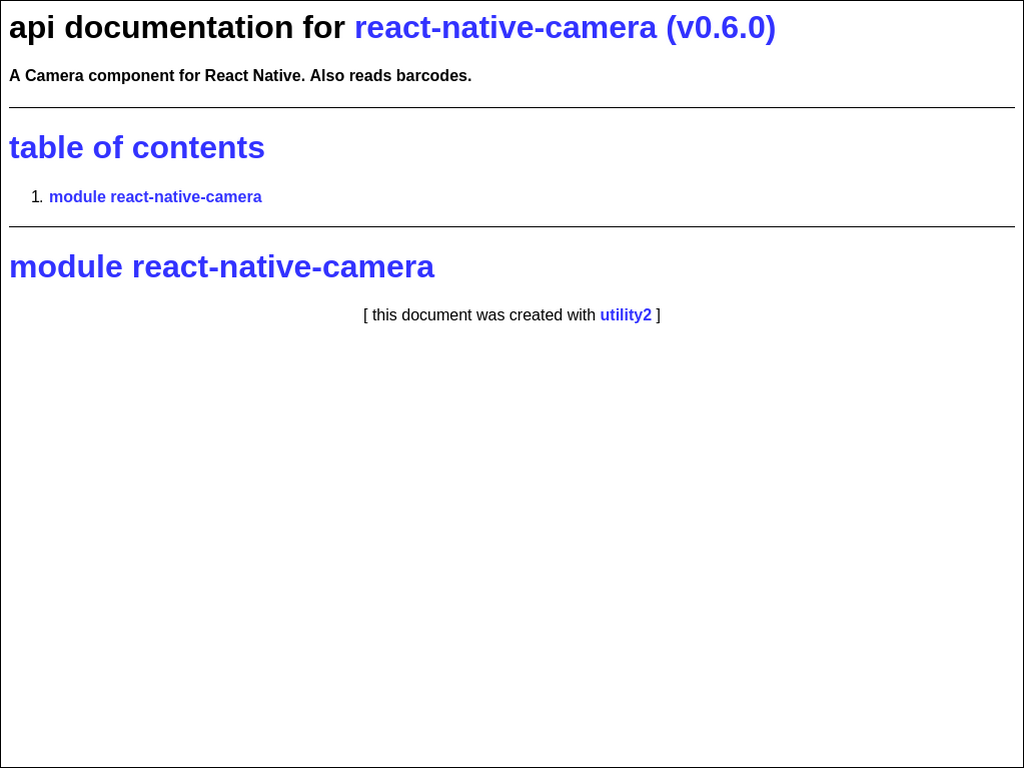 api documentation for react-native-camera (v0.6.0)
A Camera component for React Native. Also reads barcodes.
table of contents
1. module react-native-camera
module react-native-camera
[ this document was created with utility2 ]